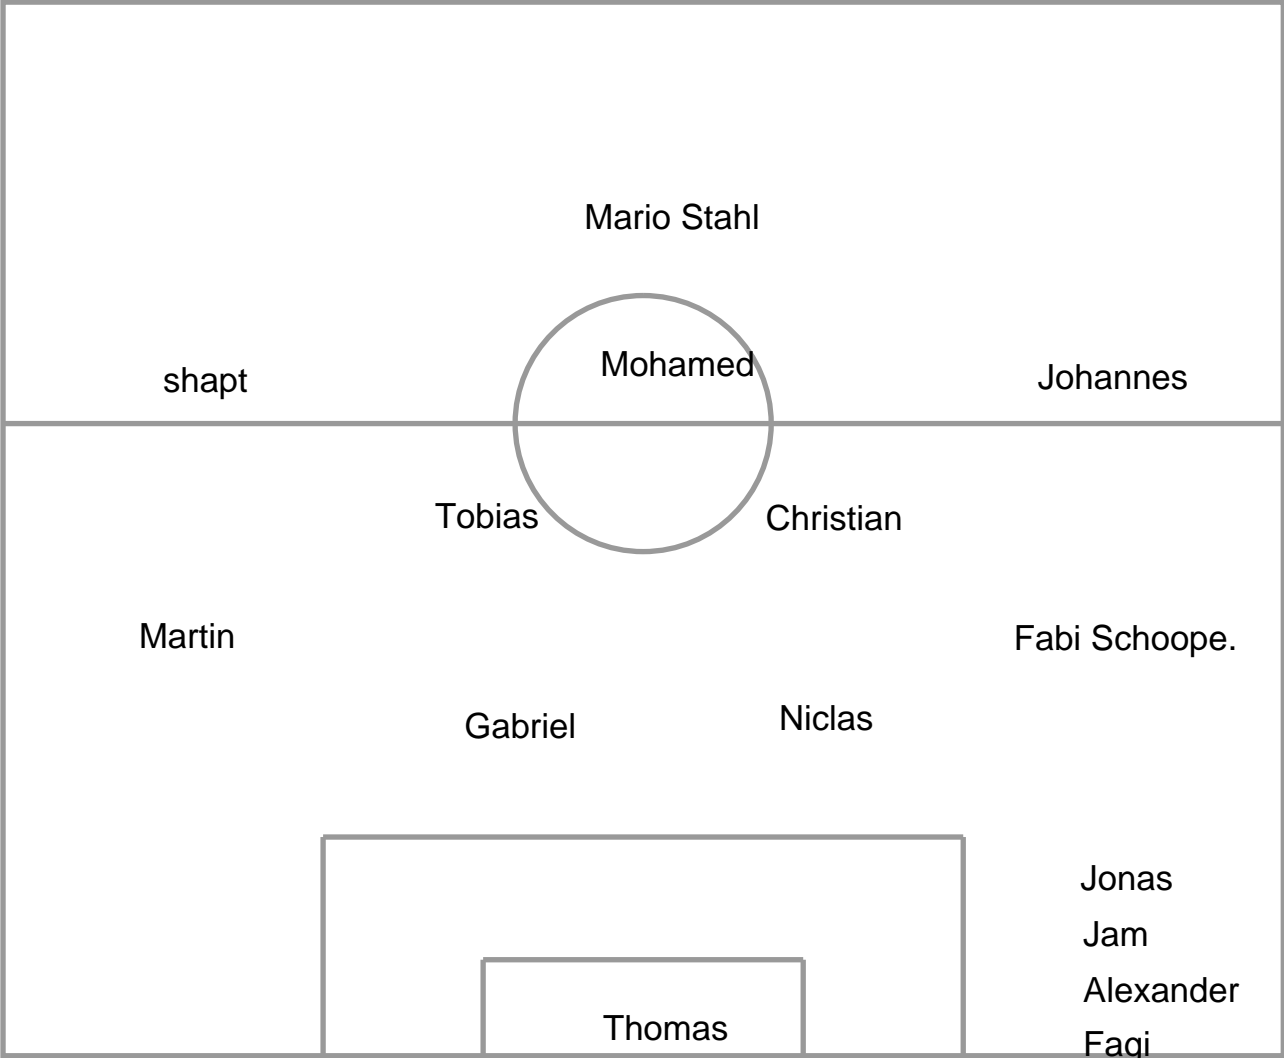 Mario Stahl
Mohamed
shapt
Johannes
Tobias
Christian
Martin
Fabi Schoope.
Gabriel
Niclas
Jonas
Jam
Alexander
Thomas